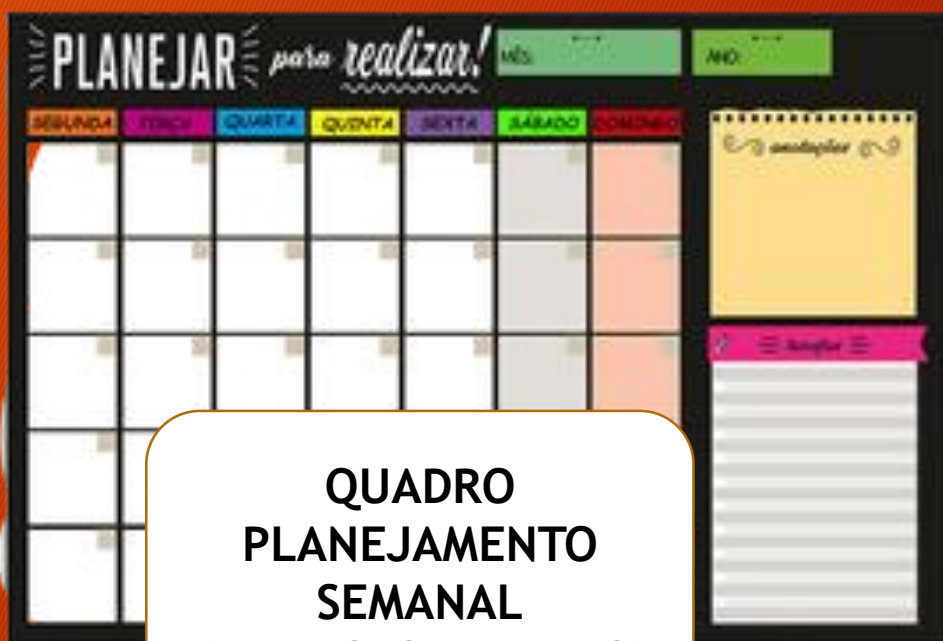 PLANEJAR para realizar!
MÊS:
ANO:
SEGUNDA TERÇA QUARTA QUINTA SEXTA SÁBADO DOMINGO
anotações
QUADRO
PLANEJAMENTO
SEMANAL